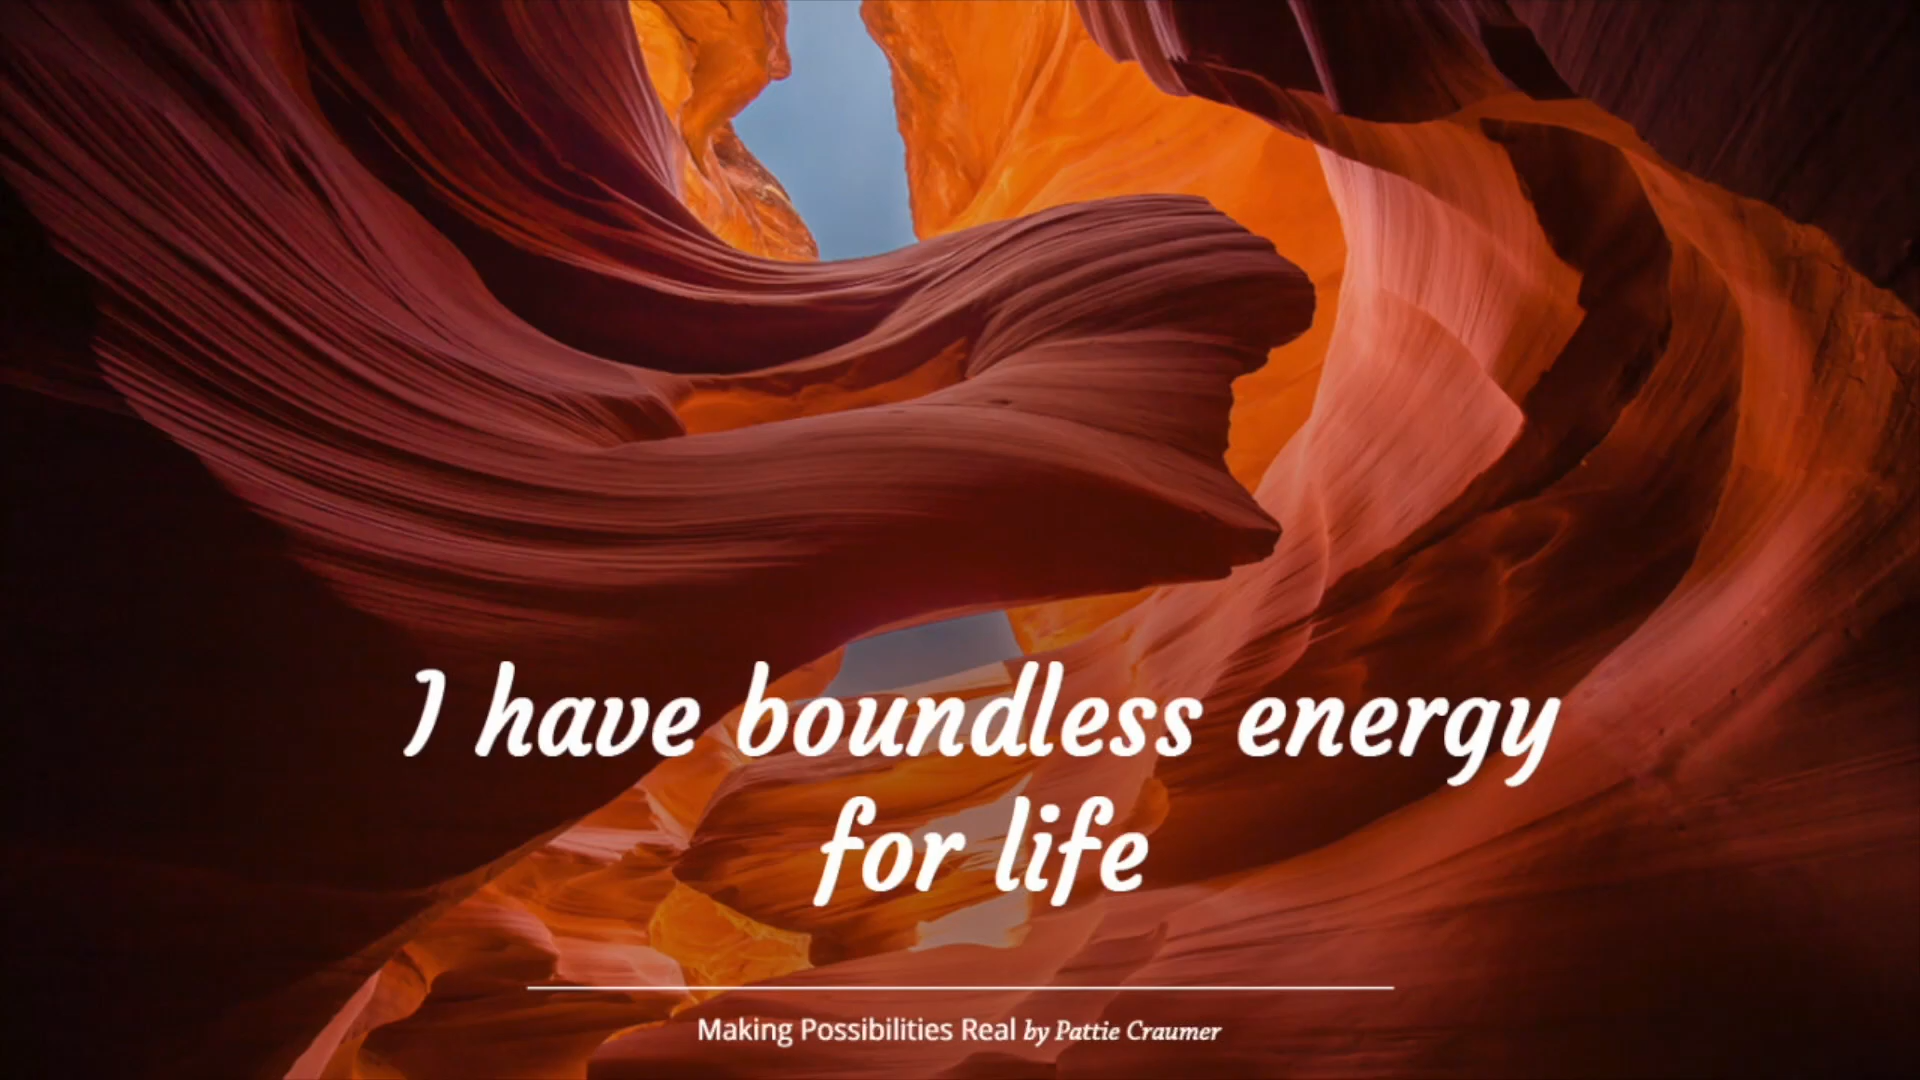 I have boundless energy
for life
Making Possibilities Real by Pattie Craumer